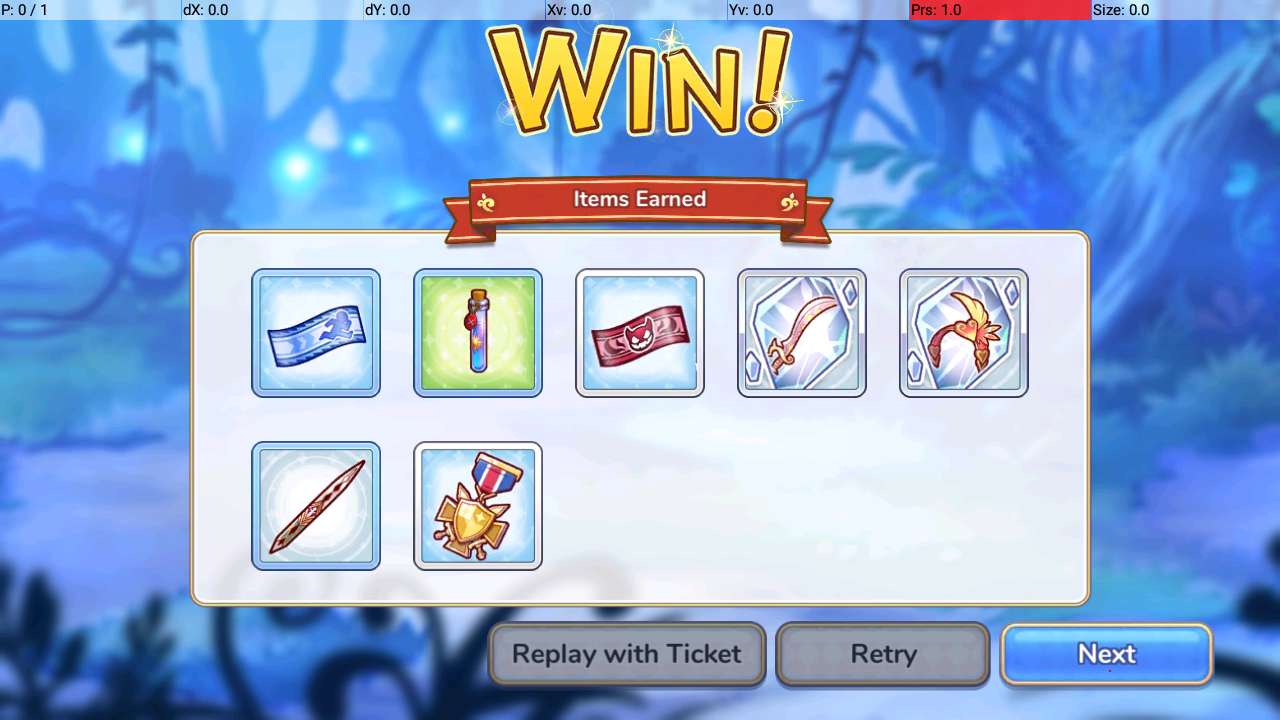 P: 0 / 1 dX: 0.0 dY: 0.0 Xv: 0.0 Yv: 0.0 Prs: 1.0 Size: 0.0
WIN!
Items Earned
Replay with Ticket Retry Next